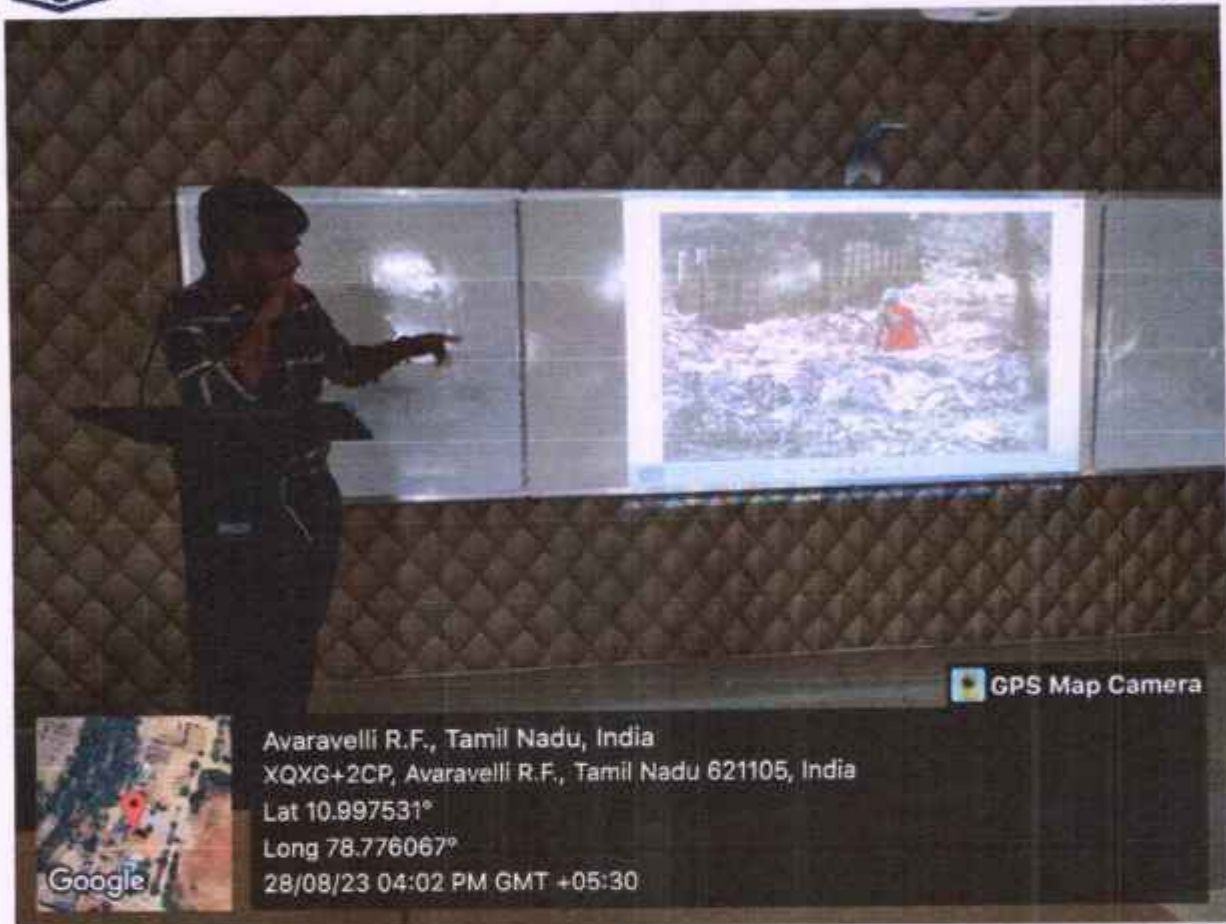 GPS Map Camera
Avaravelli R.F., Tamil Nadu, India
XQXG+2CP, Avaravelli R.F., Tamil Nadu 621105, India
Lat 10.997531°
Long 78.776067°
28/08/23 04:02 PM GMT +05:30
Google